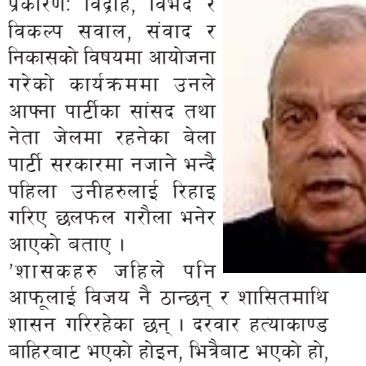 प्रकरण: विद्रोह, विभेद र
विकल्प सवाल, संवाद र
निकासको विषयमा आयोजना
गरेको कार्यक्रममा उनले
आफ्ना पार्टीका सांसद तथा
नेता जेलमा रहनेका बेला
पार्टी सरकारमा नजाने भन्दै
पहिला उनीहरुलाई रिहाइ
गरिए छलफल गरौला भनेर
आएको बताए ।
'शासकहरु जहिले पनि
आफूलाई विजय नै ठान्छन् र शासितमाथि
शासन गरिरहेका छन् । दरवार हत्याकाण्ड
बाहिरबाट भएको होइन, भित्रैबाट भएको हो,